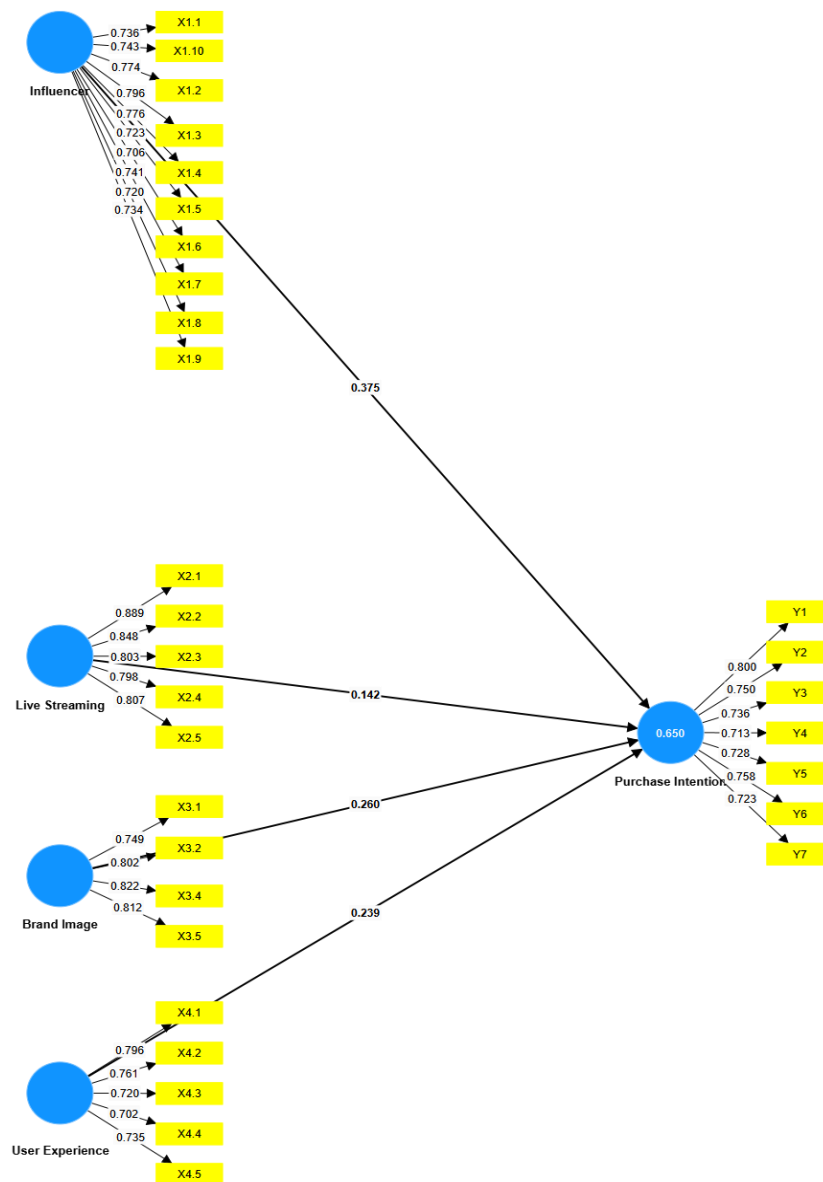 0.736
X1.1
0.743
X1.10
0.774
X1.2
Influencer
0.796
X1.3
0.776
0.723
X1.4
0.706
0.741
X1.5
0.720
0.734
X1.6
X1.7
X1.8
X1.9
0.375
X2.1
0.889
X2.2
0.848
X2.3
0.803
0.798
X2.4
0.807
X2.5
Live Streaming
0.142
X3.1
0.749
X3.2
0.802
0.822
X3.4
0.812
X3.5
Brand Image
0.260
0.239
X4.1
0.796
X4.2
0.761
0.720
X4.3
0.702
X4.4
0.735
X4.5
User Experience
0.650
Purchase Intention
Y1
0.800
Y2
0.750
Y3
0.736
0.713
Y4
0.728
Y5
0.758
Y6
0.723
Y7